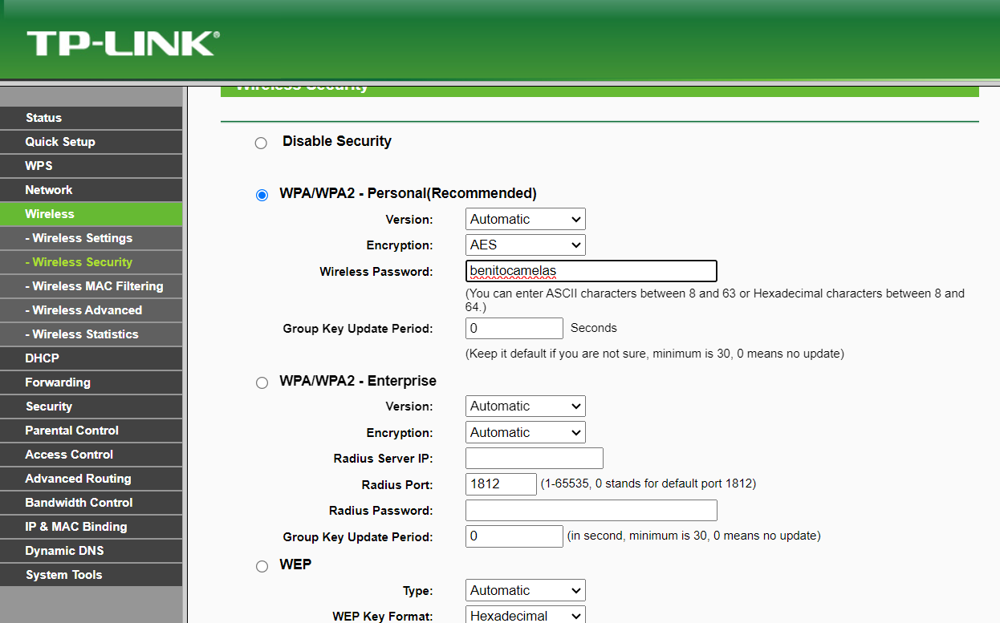 TP-LINK®
Wireless Security
Status
Quick Setup
WPS
Network
Wireless
- Wireless Settings
- Wireless Security
- Wireless MAC Filtering
- Wireless Advanced
- Wireless Statistics
DHCP
Forwarding
Security
Parental Control
Access Control
Advanced Routing
Bandwidth Control
IP & MAC Binding
Dynamic DNS
System Tools
Disable Security
WPA/WPA2 - Personal(Recommended)
Version: Automatic
Encryption: AES
Wireless Password: benitocamelas
(You can enter ASCII characters between 8 and 63 or Hexadecimal characters between 8 and
64.)
Group Key Update Period: 0 Seconds
(Keep it default if you are not sure, minimum is 30, 0 means no update)
WPA/WPA2 - Enterprise
Version: Automatic
Encryption: Automatic
Radius Server IP:
Radius Port: 1812 (1-65535, 0 stands for default port 1812)
Radius Password:
Group Key Update Period: 0 (in second, minimum is 30, 0 means no update)
WEP
Type: Automatic
WEP Key Format: Hexadecimal